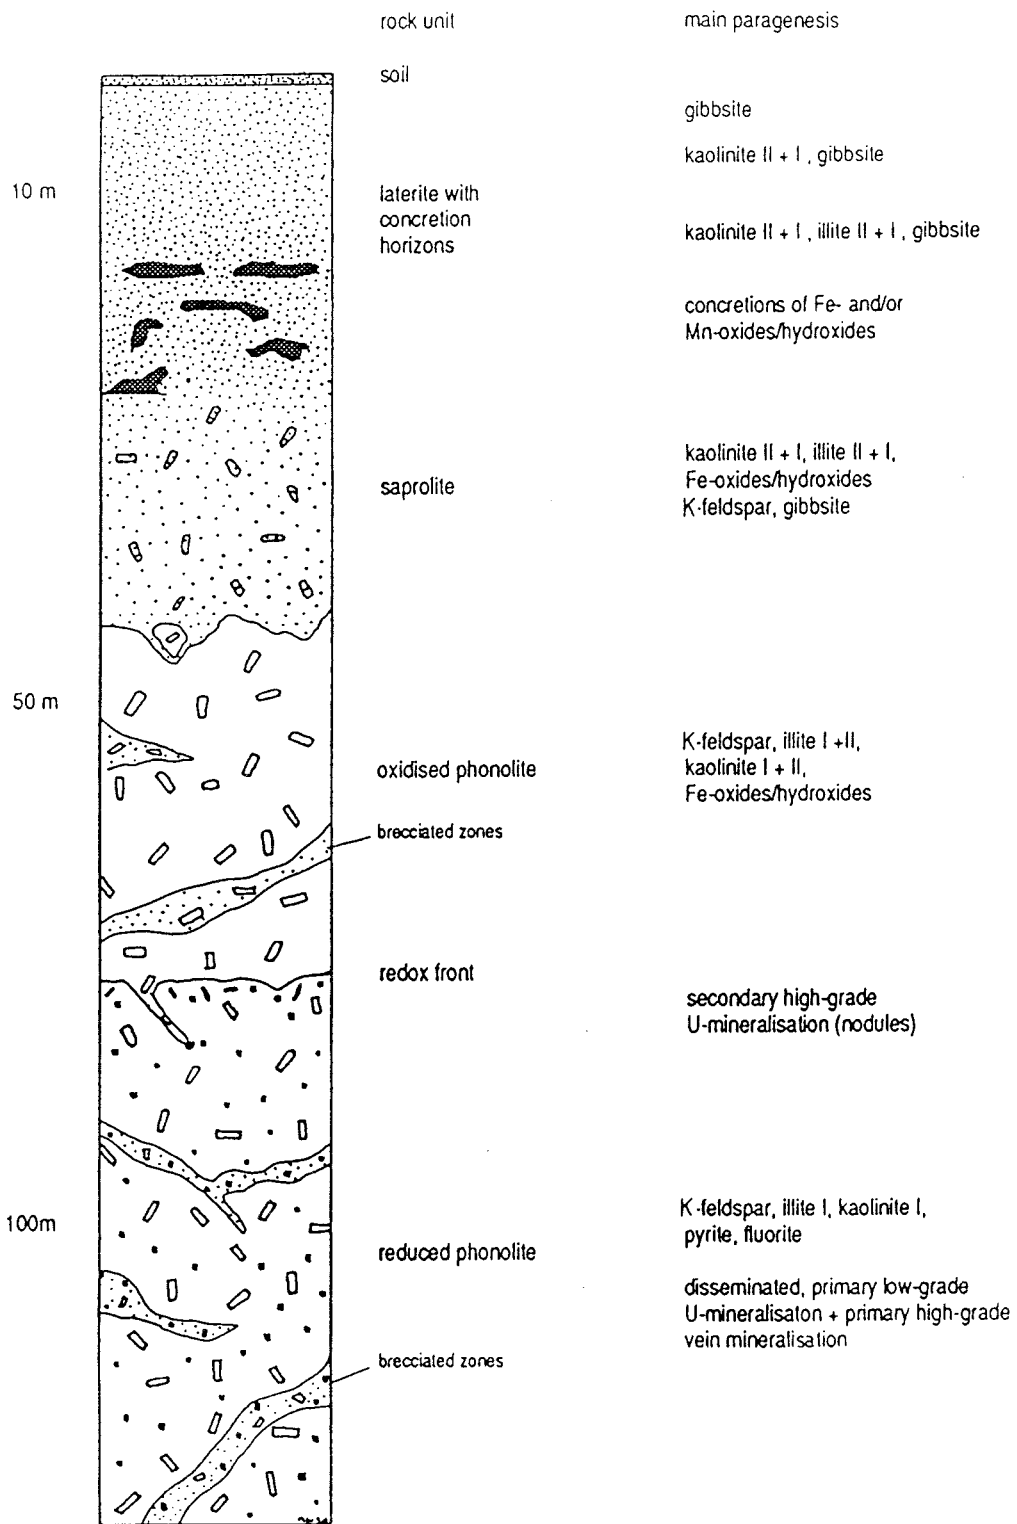 rock unit
main paragenesis
soil
gibbsite
kaolinite II + I , gibbsite
10 m
laterite with
concretion
horizons
kaolinite II + I , illite II + I, gibbsite
concretions of Fe- and/or
Mn-oxides/hydroxides
saprolite
kaolinite II + I, illite II + I,
Fe-oxides/hydroxides
K-feldspar, gibbsite
50 m
oxidised phonolite
K-feldspar, illite I +II,
kaolinite I + II,
Fe-oxides/hydroxides
brecciated zones
redox front
secondary high-grade
U-mineralisation (nodules)
100m
reduced phonolite
K-feldspar, illite I, kaolinite I,
pyrite, fluorite
disseminated, primary low-grade
U-mineralisaton + primary high-grade
vein mineralisation
brecciated zones